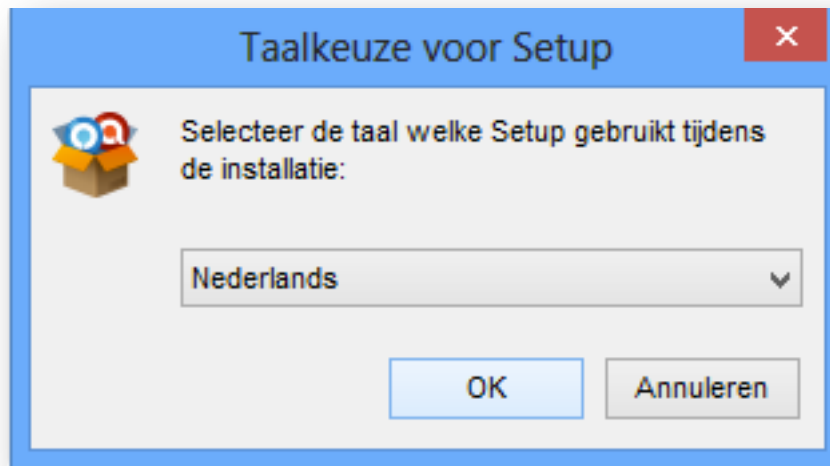 Taalkeuze voor Setup
Selecteer de taal welke Setup gebruikt tijdens
de installatie:
Nederlands
OK
Annuleren